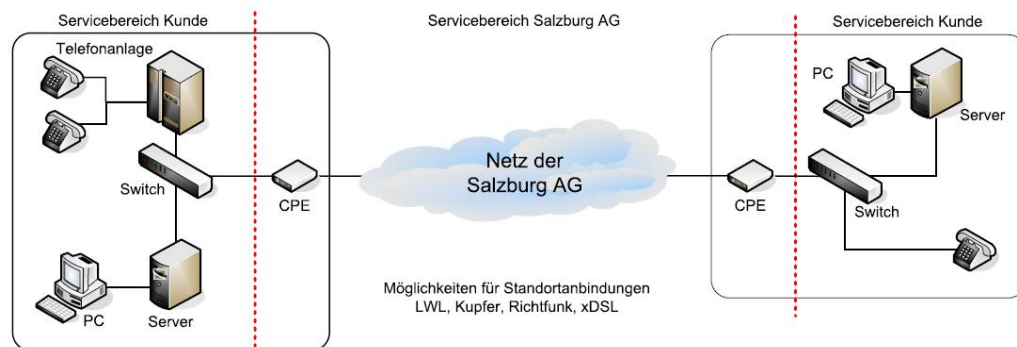 Servicebereich Kunde
Servicebereich Salzburg AG
Servicebereich Kunde
Telefonanlage
Switch
CPE
PC
Server
Netz der
Salzburg AG
Möglichkeiten für Standortanbindungen
LWL, Kupfer, Richtfunk, xDSL
PC
Server
CPE
Switch